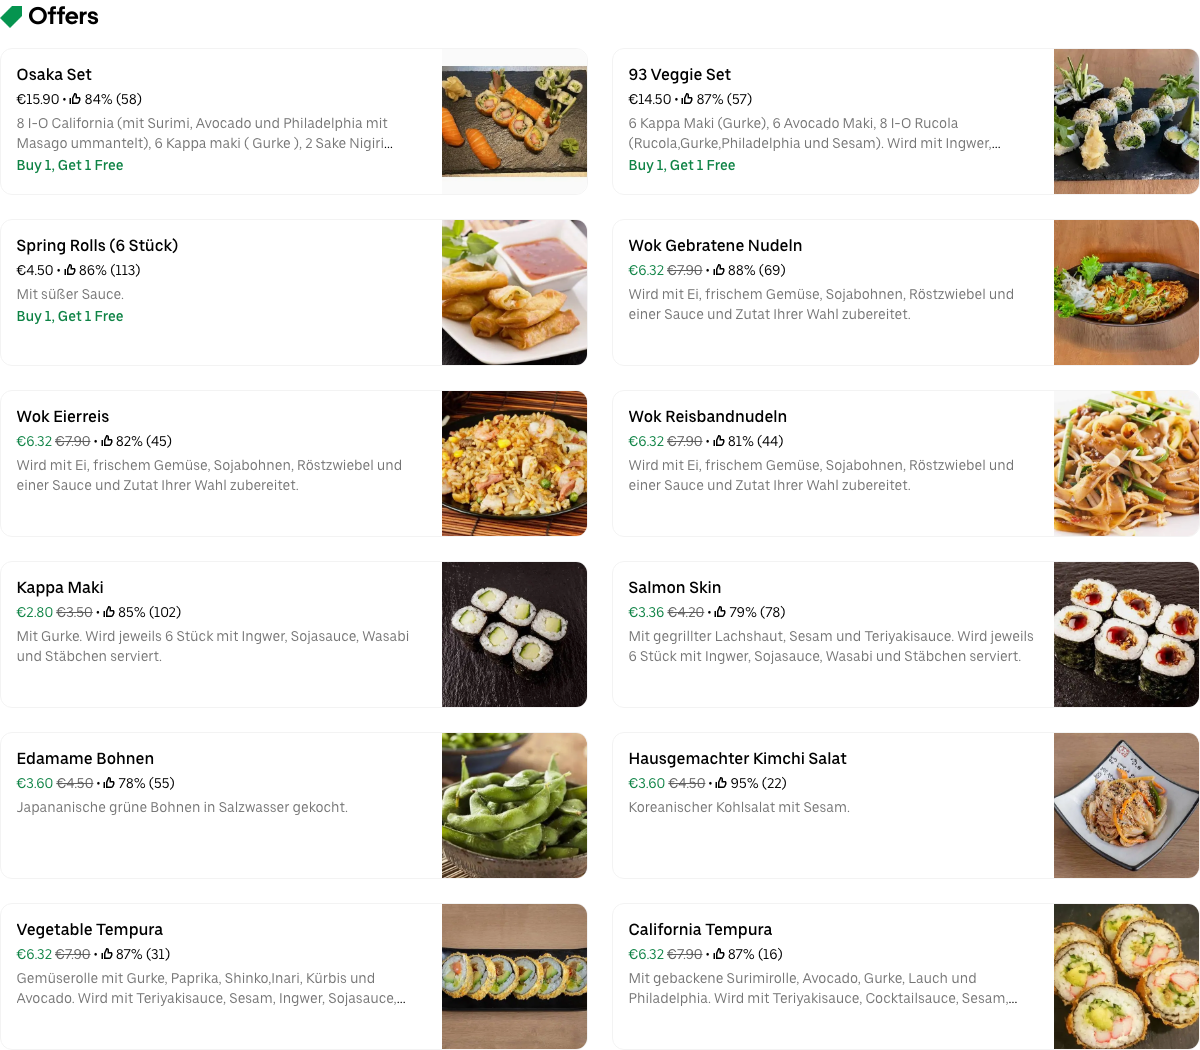 Offers
Osaka Set
€15.90 • 84% (58)
8 I-O California (mit Surimi, Avocado und Philadelphia mit
Masago ummantelt), 6 Kappa maki ( Gurke ), 2 Sake Nigiri...
Buy 1, Get 1 Free
93 Veggie Set
€14.50 • 87% (57)
6 Kappa Maki (Gurke), 6 Avocado Maki, 8 I-O Rucola
(Rucola,Gurke,Philadelphia und Sesam). Wird mit Ingwer,...
Buy 1, Get 1 Free
Spring Rolls (6 Stück)
€4.50 • 86% (113)
Mit süßer Sauce.
Buy 1, Get 1 Free
Wok Gebratene Nudeln
€6.32 €7.90 • 88% (69)
Wird mit Ei, frischem Gemüse, Sojabohnen, Röstzwiebel und
einer Sauce und Zutat Ihrer Wahl zubereitet.
Wok Eierreis
€6.32 €7.90 • 82% (45)
Wird mit Ei, frischem Gemüse, Sojabohnen, Röstzwiebel und
einer Sauce und Zutat Ihrer Wahl zubereitet.
Wok Reisbandnudeln
€6.32 €7.90 • 81% (44)
Wird mit Ei, frischem Gemüse, Sojabohnen, Röstzwiebel und
einer Sauce und Zutat Ihrer Wahl zubereitet.
Kappa Maki
€2.80 €3.50 • 85% (102)
Mit Gurke. Wird jeweils 6 Stück mit Ingwer, Sojasauce, Wasabi
und Stäbchen serviert.
Salmon Skin
€3.36 €4.20 • 79% (78)
Mit gegrillter Lachshaut, Sesam und Teriyakisauce. Wird jeweils
6 Stück mit Ingwer, Sojasauce, Wasabi und Stäbchen serviert.
Edamame Bohnen
€3.60 €4.50 • 78% (55)
Japananische grüne Bohnen in Salzwasser gekocht.
Hausgemachter Kimchi Salat
€3.60 €4.50 • 95% (22)
Koreanischer Kohlsalat mit Sesam.
Vegetable Tempura
€6.32 €7.90 • 87% (31)
Gemüserolle mit Gurke, Paprika, Shinko,Inari, Kürbis und
Avocado. Wird mit Teriyakisauce, Sesam, Ingwer, Sojasauce,...
California Tempura
€6.32 €7.90 • 87% (16)
Mit gebackene Surimirolle, Avocado, Gurke, Lauch und
Philadelphia. Wird mit Teriyakisauce, Cocktailsauce, Sesam,...